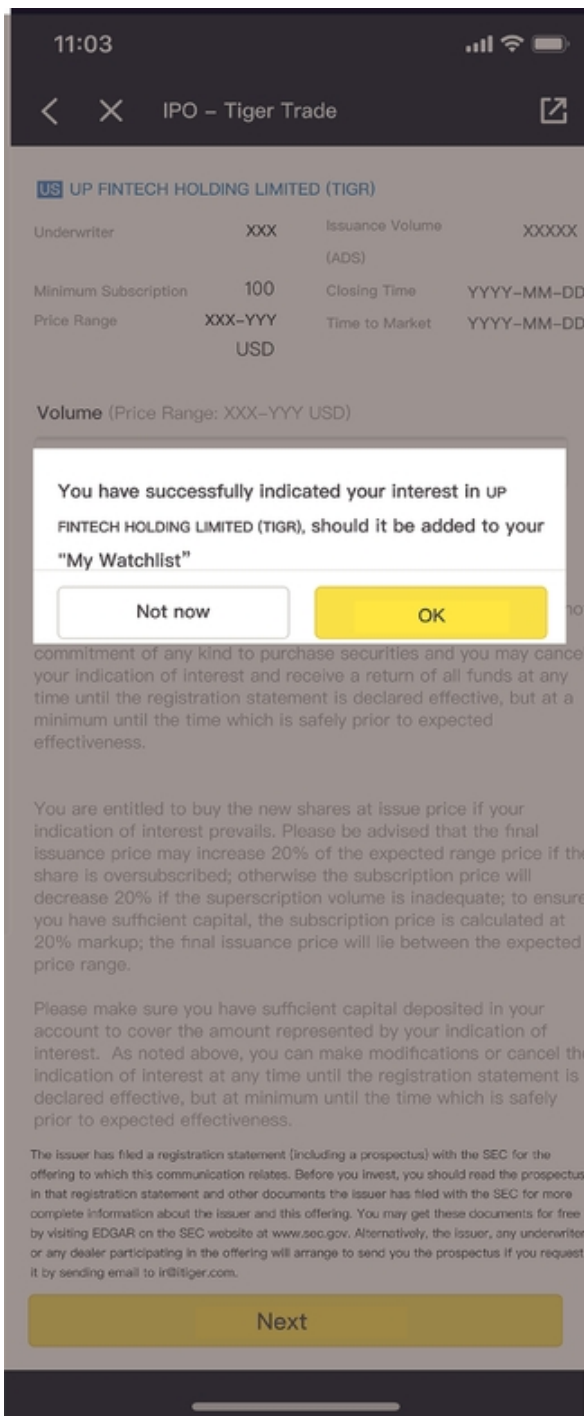 11:03
IPO – Tiger Trade
US UP FINTECH HOLDING LIMITED (TIGR)
Underwriter XXX
Issuance Volume (ADS) XXXXX
Minimum Subscription 100
Closing Time YYYY-MM-DD
Price Range XXX-YYY USD
Time to Market YYYY-MM-DD
Volume (Price Range: XXX-YYY USD)
You have successfully indicated your interest in UP
FINTECH HOLDING LIMITED (TIGR), should it be added to your
"My Watchlist”
Not now
OK
commitment of any kind to purchase securities and you may cance
your indication of interest and receive a return of all funds at any
time until the registration statement is declared effective, but at a
minimum until the time which is safely prior to expected
effectiveness.
You are entitled to buy the new shares at issue price if your
indication of interest prevails. Please be advised that the final
issuance price may increase 20% of the expected range price if the
share is oversubscribed; otherwise the subscription price will
decrease 20% if the superscription volume is inadequate; to ensure
you have sufficient capital, the subscription price is calculated at
20% markup; the final issuance price will lie between the expected
price range.
Please make sure you have sufficient capital deposited in your
account to cover the amount represented by your indication of
interest. As noted above, you can make modifications or cancel the
indication of interest at any time until the registration statement is
declared effective, but at minimum until the time which is safely
prior to expected effectiveness.
The issuer has filed a registration statement (including a prospectus) with the SEC for the
offering to which this communication relates. Before you invest, you should read the prospectus
in that registration statement and other documents the issuer has filed with the SEC for more
complete information about the issuer and this offering. You may get these documents for free
by visiting EDGAR on the SEC website at www.sec.gov. Alternatively, the issuer, any underwriter
or any dealer participating in the offering will arrange to send you the prospectus if you request
it by sending email to ir@itiger.com.
Next